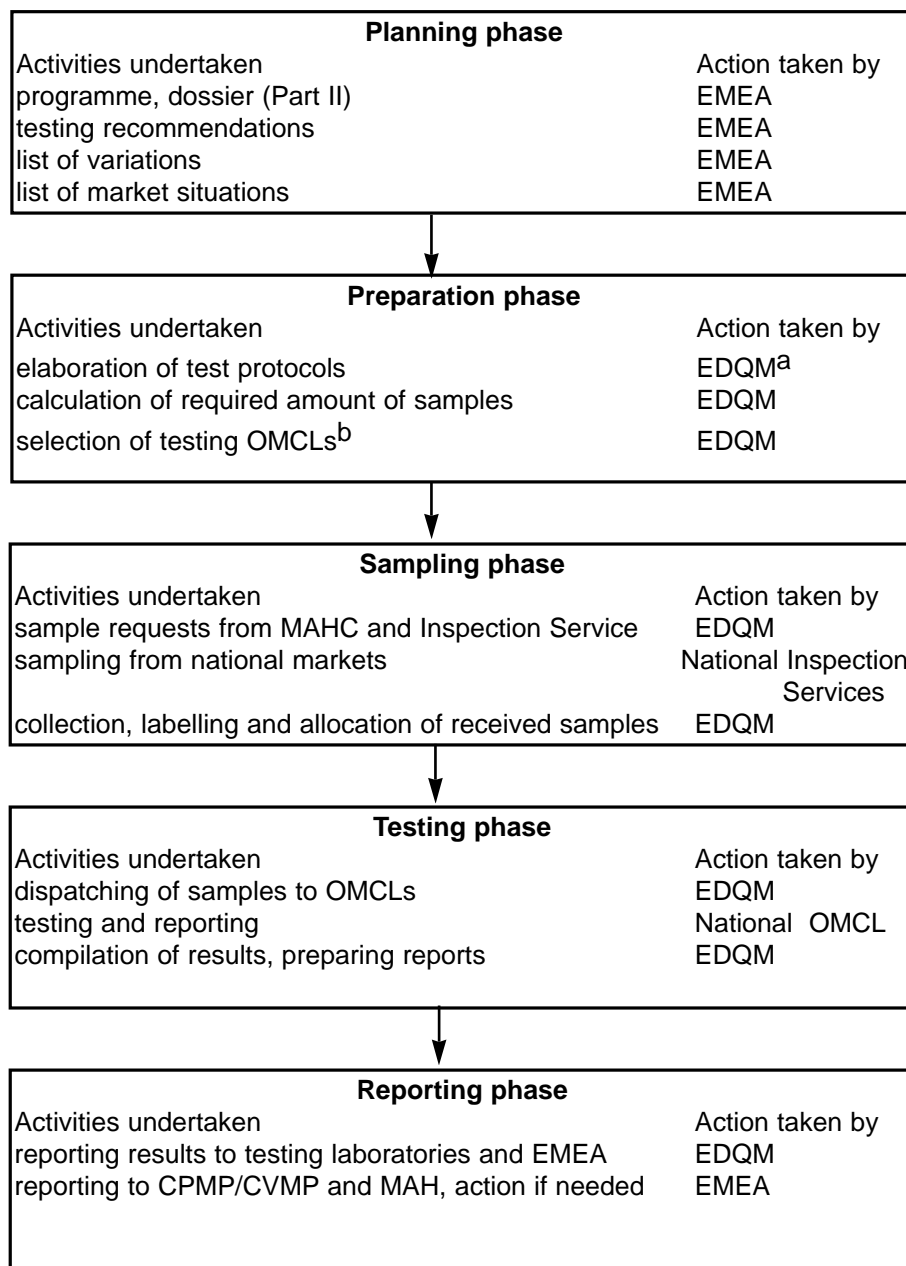 Planning phase
Activities undertaken Action taken by
programme, dossier (Part II) EMEA
testing recommendations EMEA
list of variations EMEA
list of market situations EMEA
Preparation phase
Activities undertaken Action taken by
elaboration of test protocols EDQMa
calculation of required amount of samples EDQM
selection of testing OMCLsb EDQM
Sampling phase
Activities undertaken Action taken by
sample requests from MAHC and Inspection Service EDQM
sampling from national markets National Inspection
Services
collection, labelling and allocation of received samples EDQM
Testing phase
Activities undertaken Action taken by
dispatching of samples to OMCLs EDQM
testing and reporting National OMCL
compilation of results, preparing reports EDQM
Reporting phase
Activities undertaken Action taken by
reporting results to testing laboratories and EMEA EDQM
reporting to CPMP/CVMP and MAH, action if needed EMEA